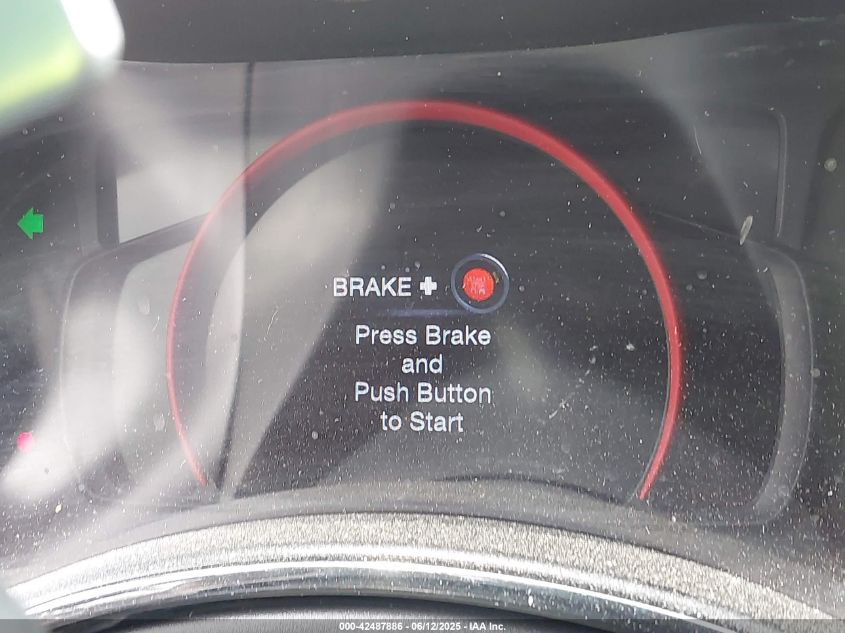 BRAKE +
Press Brake
and
Push Button
to Start
000-42487886 - 06/12/2025 - IAA Inc.